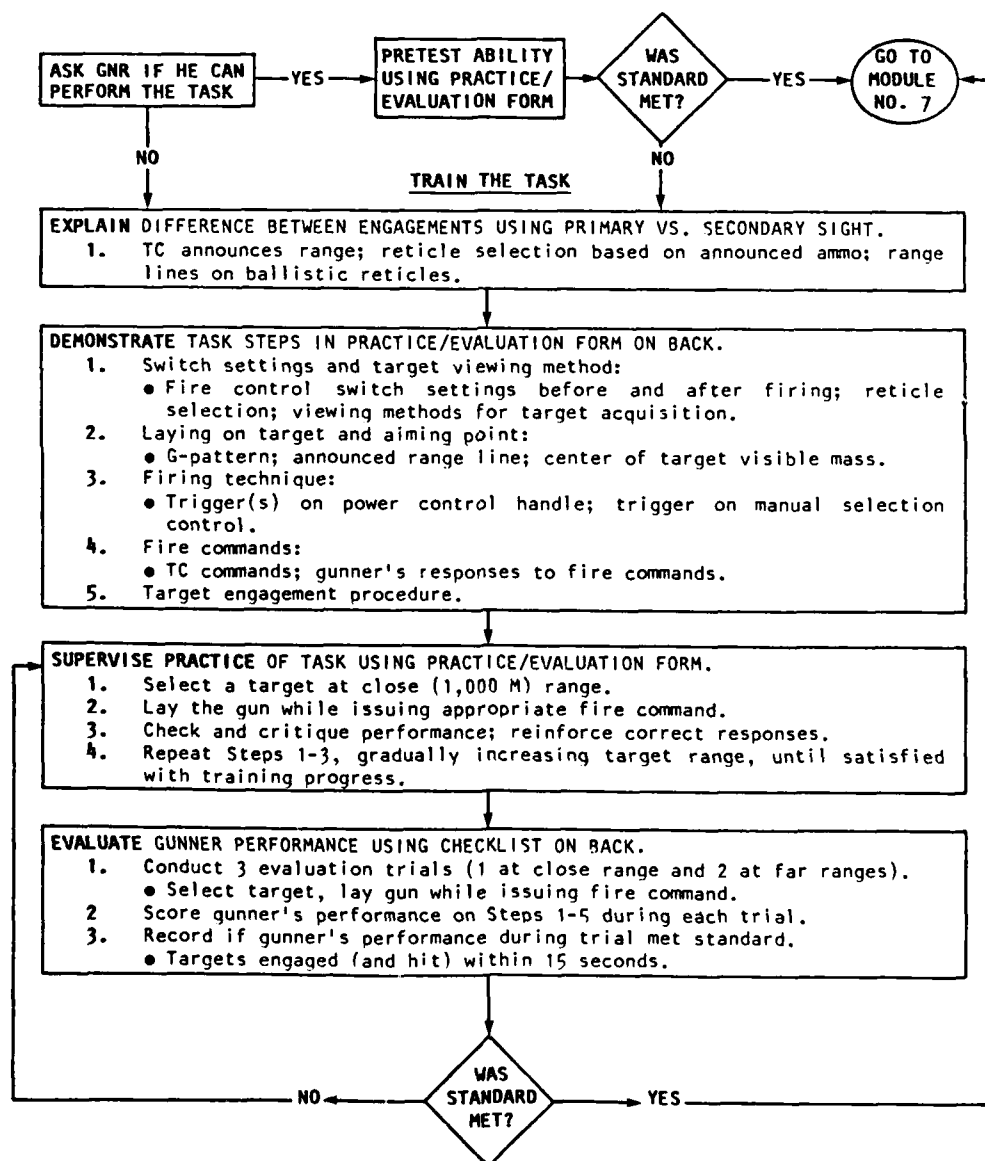 ASK GNR IF HE CAN
PERFORM THE TASK
YES
PRETEST ABILITY
USING PRACTICE/
EVALUATION FORM
WAS
STANDARD
MET?
YES
GO TO
MODULE
NO. 7
NO
NO
TRAIN THE TASK
EXPLAIN DIFFERENCE BETWEEN ENGAGEMENTS USING PRIMARY VS. SECONDARY SIGHT.
1. TC announces range; reticle selection based on announced ammo; range
lines on ballistic reticles.
DEMONSTRATE TASK STEPS IN PRACTICE/EVALUATION FORM ON BACK.
1. Switch settings and target viewing method:
● Fire control switch settings before and after firing; reticle
selection; viewing methods for target acquisition.
2. Laying on target and aiming point:
● G-pattern; announced range line; center of target visible mass.
3. Firing technique:
● Trigger(s) on power control handle; trigger on manual selection
control.
4. Fire commands:
● TC commands; gunner's responses to fire commands.
5. Target engagement procedure.
SUPERVISE PRACTICE OF TASK USING PRACTICE/EVALUATION FORM.
1. Select a target at close (1,000 M) range.
2. Lay the gun while issuing appropriate fire command.
3. Check and critique performance; reinforce correct responses.
4. Repeat Steps 1-3, gradually increasing target range, until satisfied
with training progress.
EVALUATE GUNNER PERFORMANCE USING CHECKLIST ON BACK.
1. Conduct 3 evaluation trials (1 at close range and 2 at far ranges).
● Select target, lay gun while issuing fire command.
2 Score gunner's performance on Steps 1-5 during each trial.
3. Record if gunner's performance during trial met standard.
● Targets engaged (and hit) within 15 seconds.
NO
WAS
STANDARD
MET?
YES